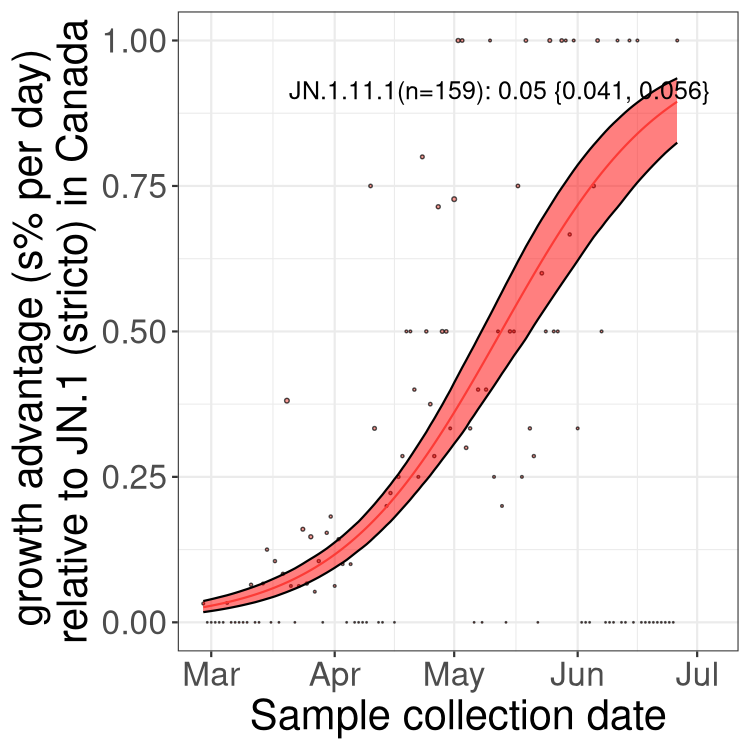 growth advantage (s% per day)
relative to JN.1 (stricto) in Canada
1.00
0.75
0.50
0.25
0.00
JN.1.11.1(n=159): 0.05 {0.041, 0.056}
Mar Apr May Jun Jul
Sample collection date